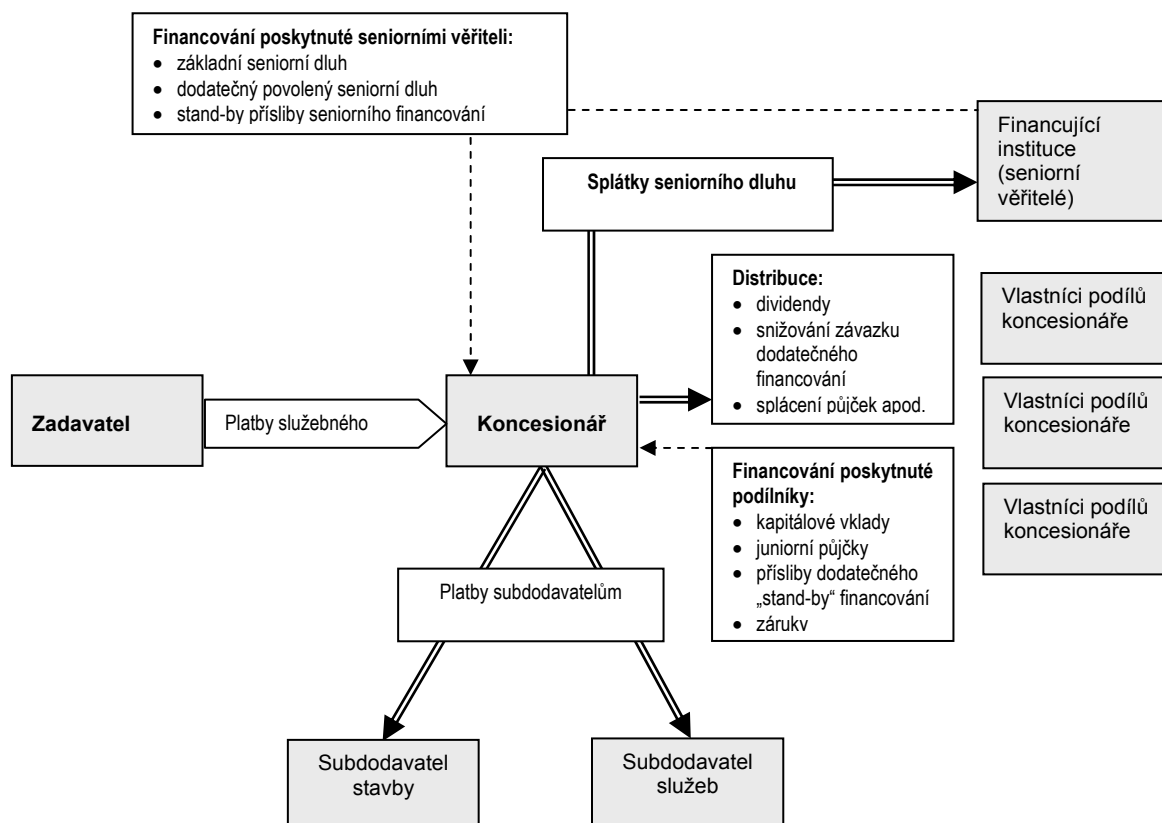 Financování poskytnuté seniorními věřiteli:
• základní seniorní dluh
• dodatečný povolený seniorní dluh
• stand-by přísliby seniorního financování
Financující
instituce
(seniorní
věřitelé)
Splátky seniorního dluhu
Distribuce:
• dividendy
• snižování závazku
dodatečného
financování
• splácení půjček apod.
Vlastníci podílů
koncesionáře
Zadavatel
Platby služebného
Koncesionář
Vlastníci podílů
koncesionáře
Financování poskytnuté
podílníky:
• kapitálové vklady
• juniorní půjčky
• přísliby dodatečného
„stand-by“ financování
• záruky
Vlastníci podílů
koncesionáře
Platby subdodavatelům
Subdodavatel
stavby
Subdodavatel
služeb